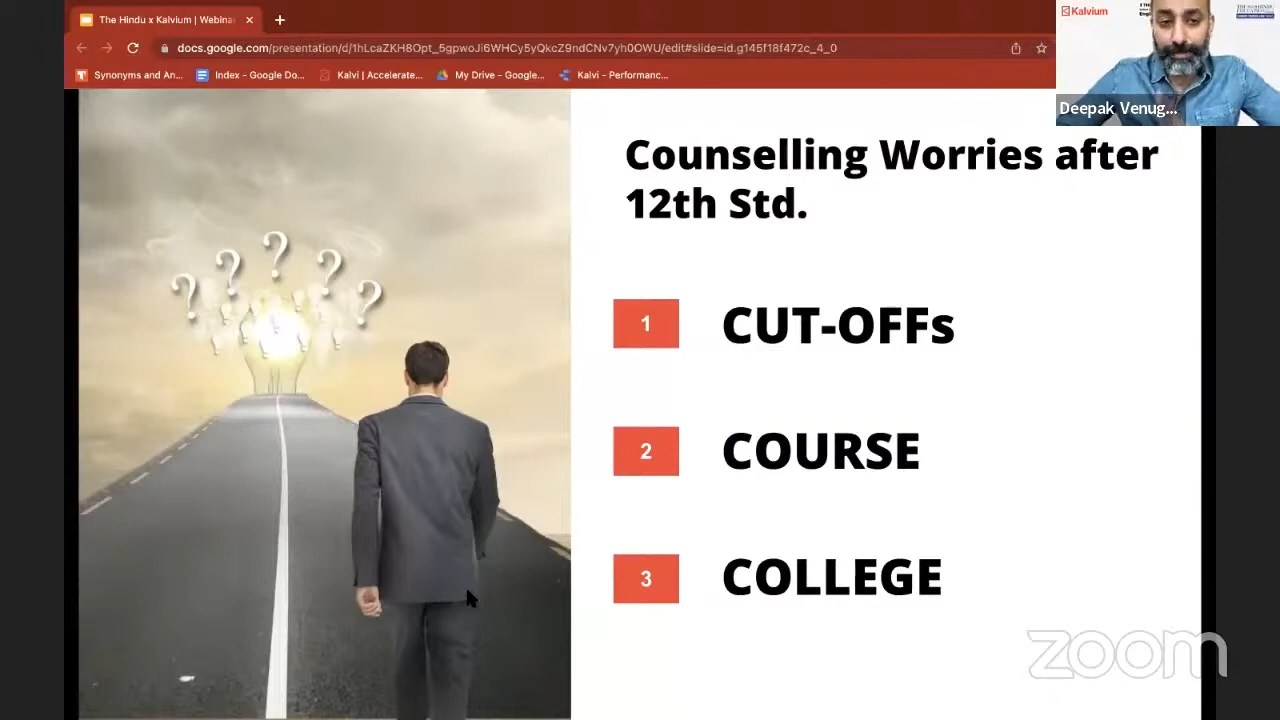 The Hindu x Kalvium | Webina
docs.google.com/presentation/d/1hLcaZKH8Opt_5gpwoJi6WHCy5yQkcZ9ndCNv7yh0OWU/edit#slide=id.g145f18f472c_4_0
Synonyms and An... Index - Google Do... Kalvi | Accelerate... My Drive - Google... Kalvi - Performanc...
Kalvium
Deepak Venug...
Counselling Worries after
12th Std.
? ? ? ? ?
1 CUT-OFFs
2 COURSE
3 COLLEGE
zoom